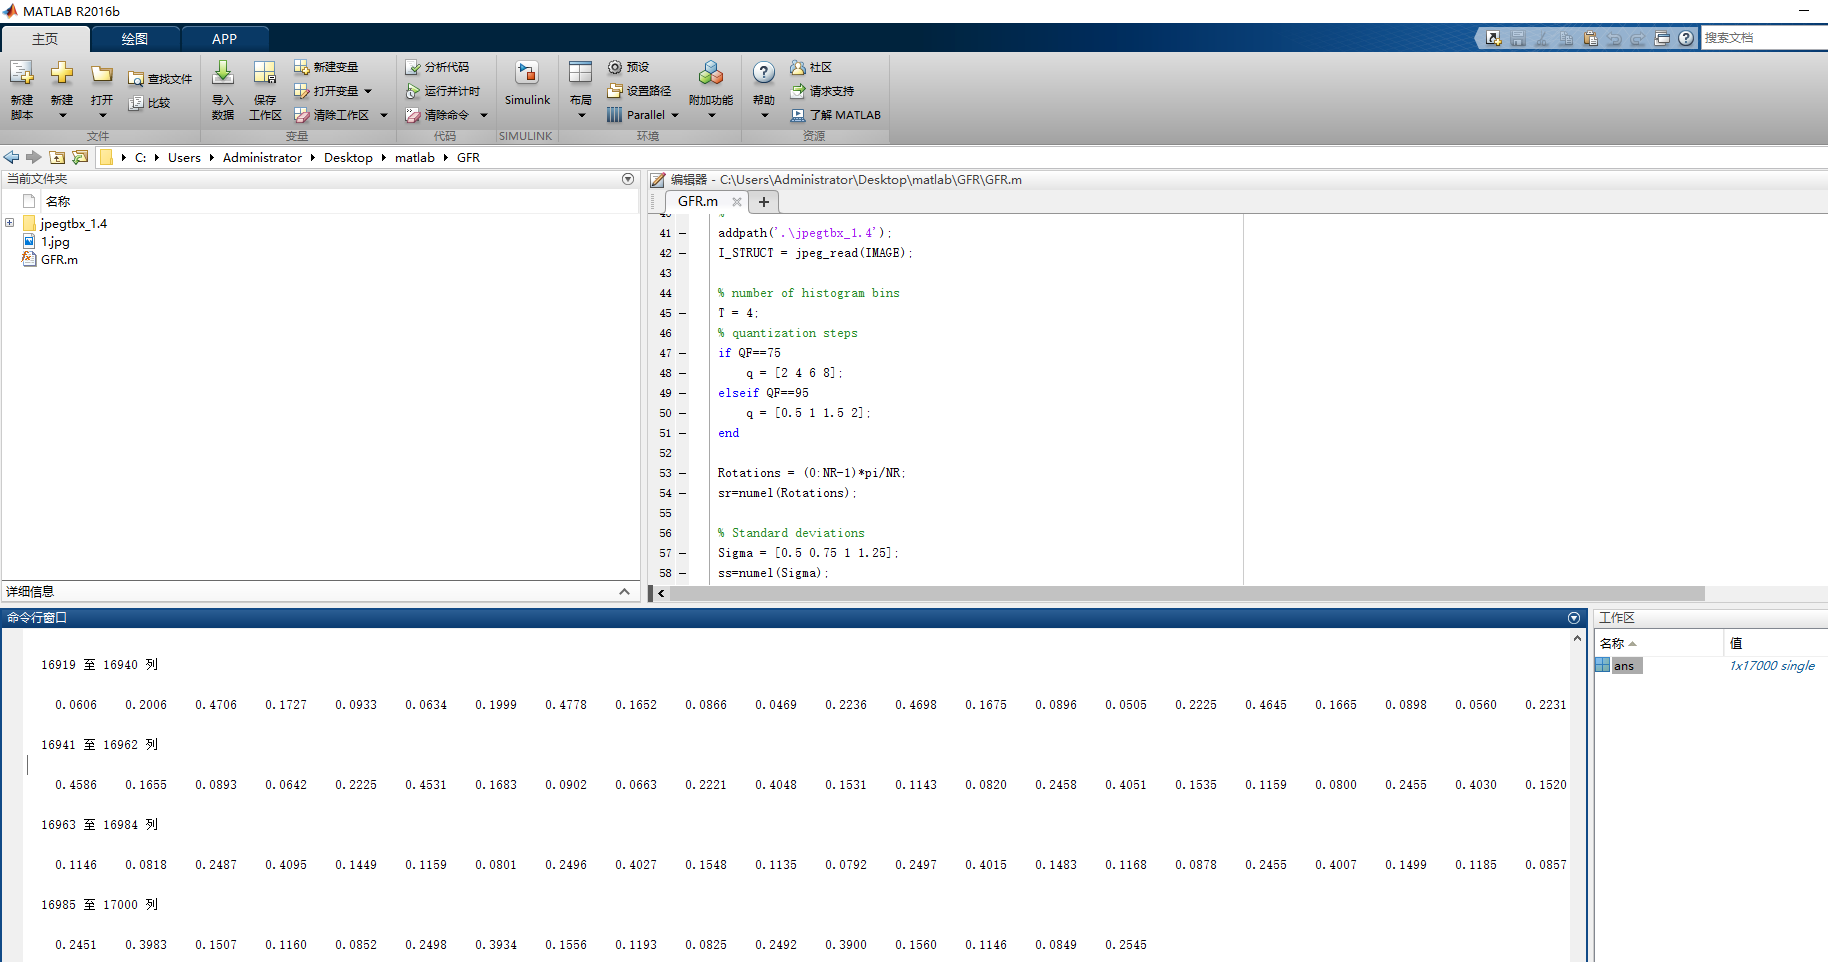 MATLAB R2016b
主页 绘图 APP
搜索文档
新建脚本 新建 打开 查找文件 比较
导入数据 保存工作区 新建变量 打开变量 清除工作区
分析代码 运行并计时 清除命令
Simulink
布局 预设 设置路径 Parallel 附加功能
帮助 社区 请求支持 了解 MATLAB
文件 变量 代码 SIMULINK 环境 资源
C: Users Administrator Desktop matlab GFR
当前文件夹
名称
jpegtbx_1.4
1.jpg
GFR.m
详细信息
编辑器 - C:\Users\Administrator\Desktop\matlab\GFR\GFR.m
GFR.m
40 %
41 addpath('.\jpegtbx_1.4');
42 I_STRUCT = jpeg_read(IMAGE);
43
44 % number of histogram bins
45 T = 4;
46 % quantization steps
47 if QF==75
48 q = [2 4 6 8];
49 elseif QF==95
50 q = [0.5 1 1.5 2];
51 end
52
53 Rotations = (0:NR-1)*pi/NR;
54 sr=numel(Rotations);
55
56 % Standard deviations
57 Sigma = [0.5 0.75 1 1.25];
58 ss=numel(Sigma);
命令行窗口
16919 至 16940 列
0.0606 0.2006 0.4706 0.1727 0.0933 0.0634 0.1999 0.4778 0.1652 0.0866 0.0469 0.2236 0.4698 0.1675 0.0896 0.0505 0.2225 0.4645 0.1665 0.0898 0.0560 0.2231
16941 至 16962 列
0.4586 0.1655 0.0893 0.0642 0.2225 0.4531 0.1683 0.0902 0.0663 0.2221 0.4048 0.1531 0.1143 0.0820 0.2458 0.4051 0.1535 0.1159 0.0800 0.2455 0.4030 0.1520
16963 至 16984 列
0.1146 0.0818 0.2487 0.4095 0.1449 0.1159 0.0801 0.2496 0.4027 0.1548 0.1135 0.0792 0.2497 0.4015 0.1483 0.1168 0.0878 0.2455 0.4007 0.1499 0.1185 0.0857
16985 至 17000 列
0.2451 0.3983 0.1507 0.1160 0.0852 0.2498 0.3934 0.1556 0.1193 0.0825 0.2492 0.3900 0.1560 0.1146 0.0849 0.2545
工作区
名称 值
ans 1x17000 single